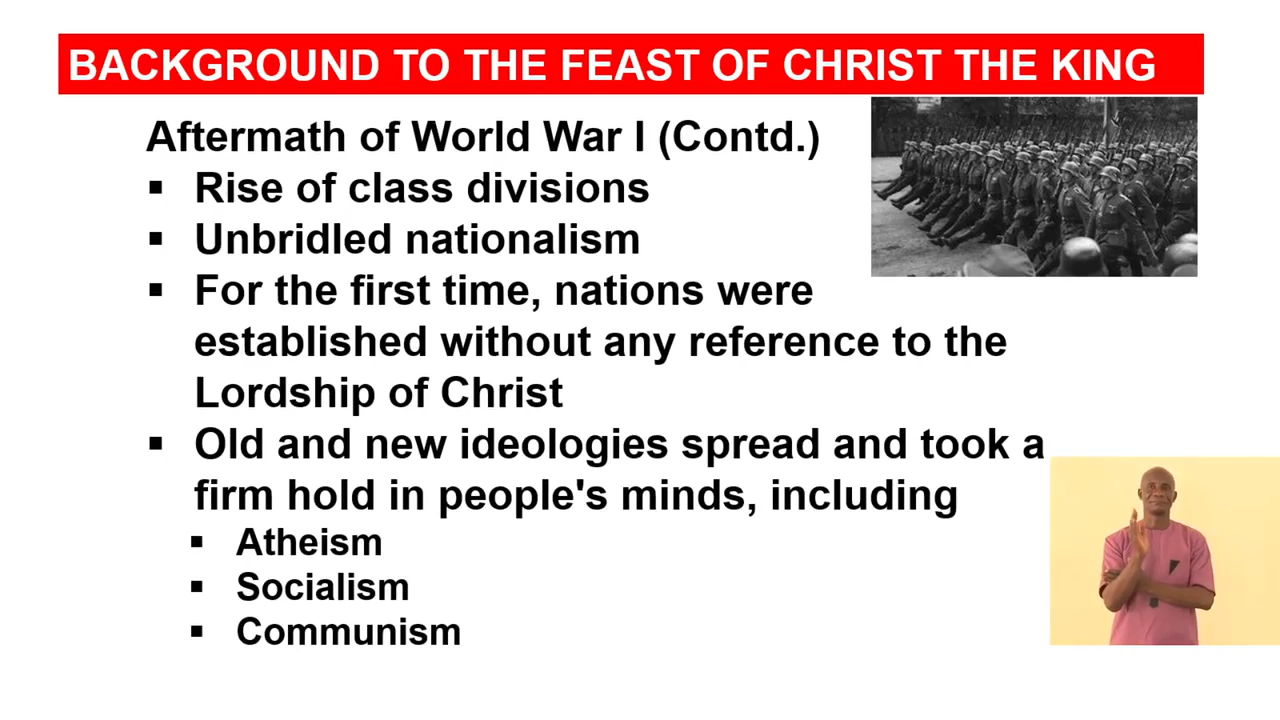 BACKGROUND TO THE FEAST OF CHRIST THE KING
Aftermath of World War I (Contd.)
▪ Rise of class divisions
▪ Unbridled nationalism
▪ For the first time, nations were
established without any reference to the
Lordship of Christ
▪ Old and new ideologies spread and took a
firm hold in people's minds, including
▪ Atheism
▪ Socialism
▪ Communism